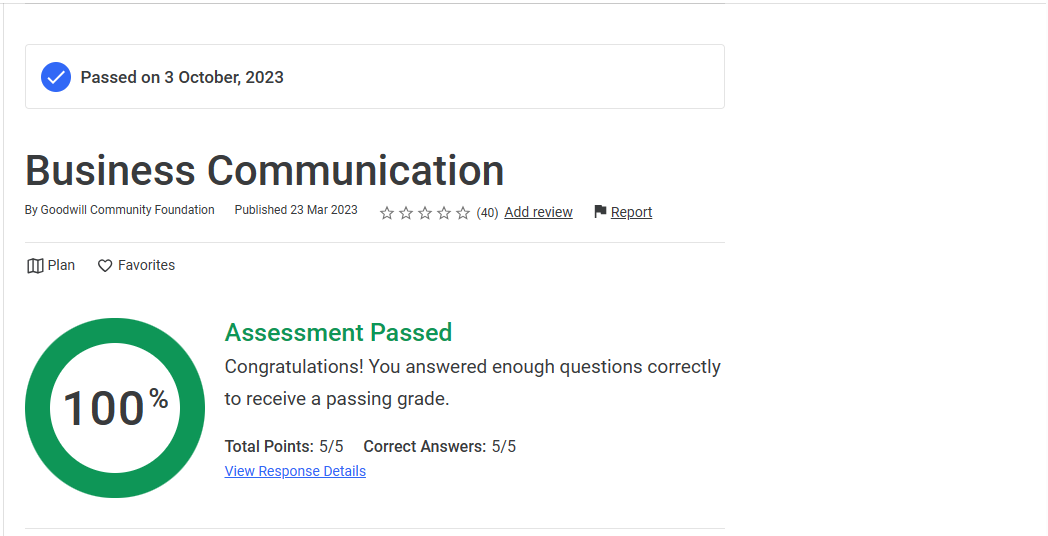 Passed on 3 October, 2023
Business Communication
By Goodwill Community Foundation Published 23 Mar 2023 (40) Add review Report
Plan Favorites
100%
Assessment Passed
Congratulations! You answered enough questions correctly
to receive a passing grade.
Total Points: 5/5 Correct Answers: 5/5
View Response Details